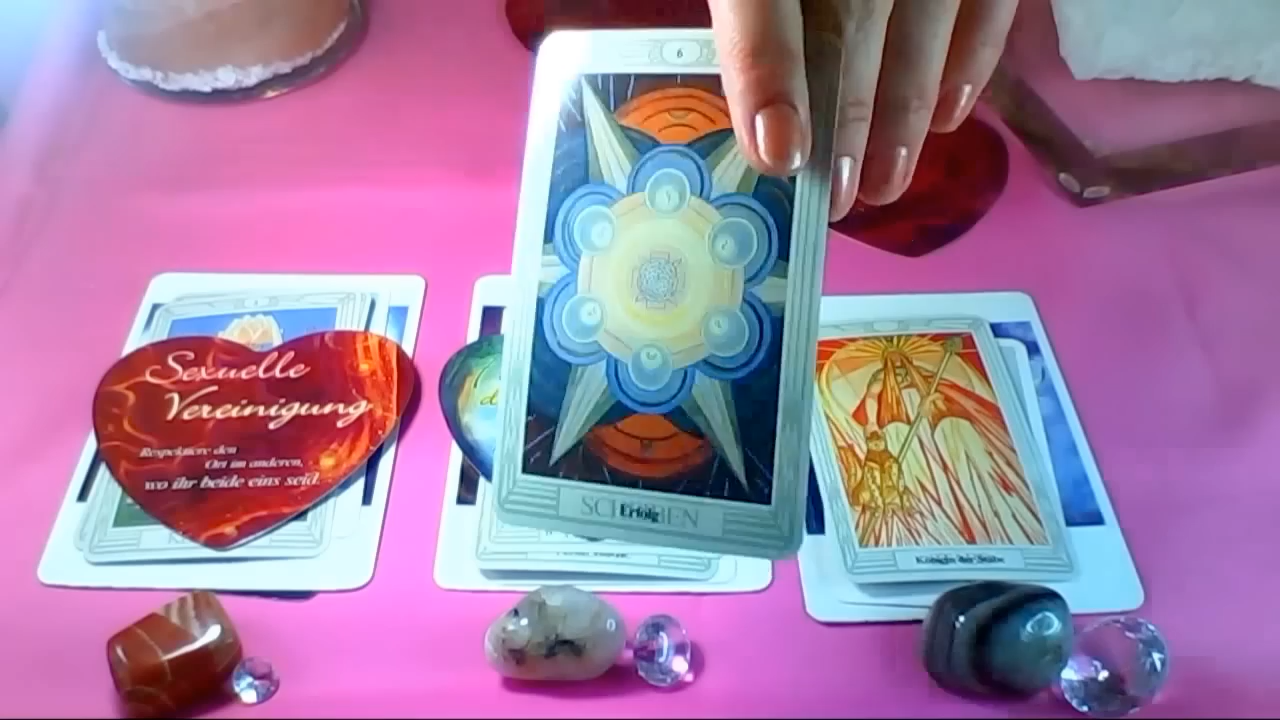 6
Sexuelle
Vereinigung
Respektiere den
Ort im anderen,
wo ihr beide eins seid.
SCHEIBEN
Erfolg
Königin der Stäbe